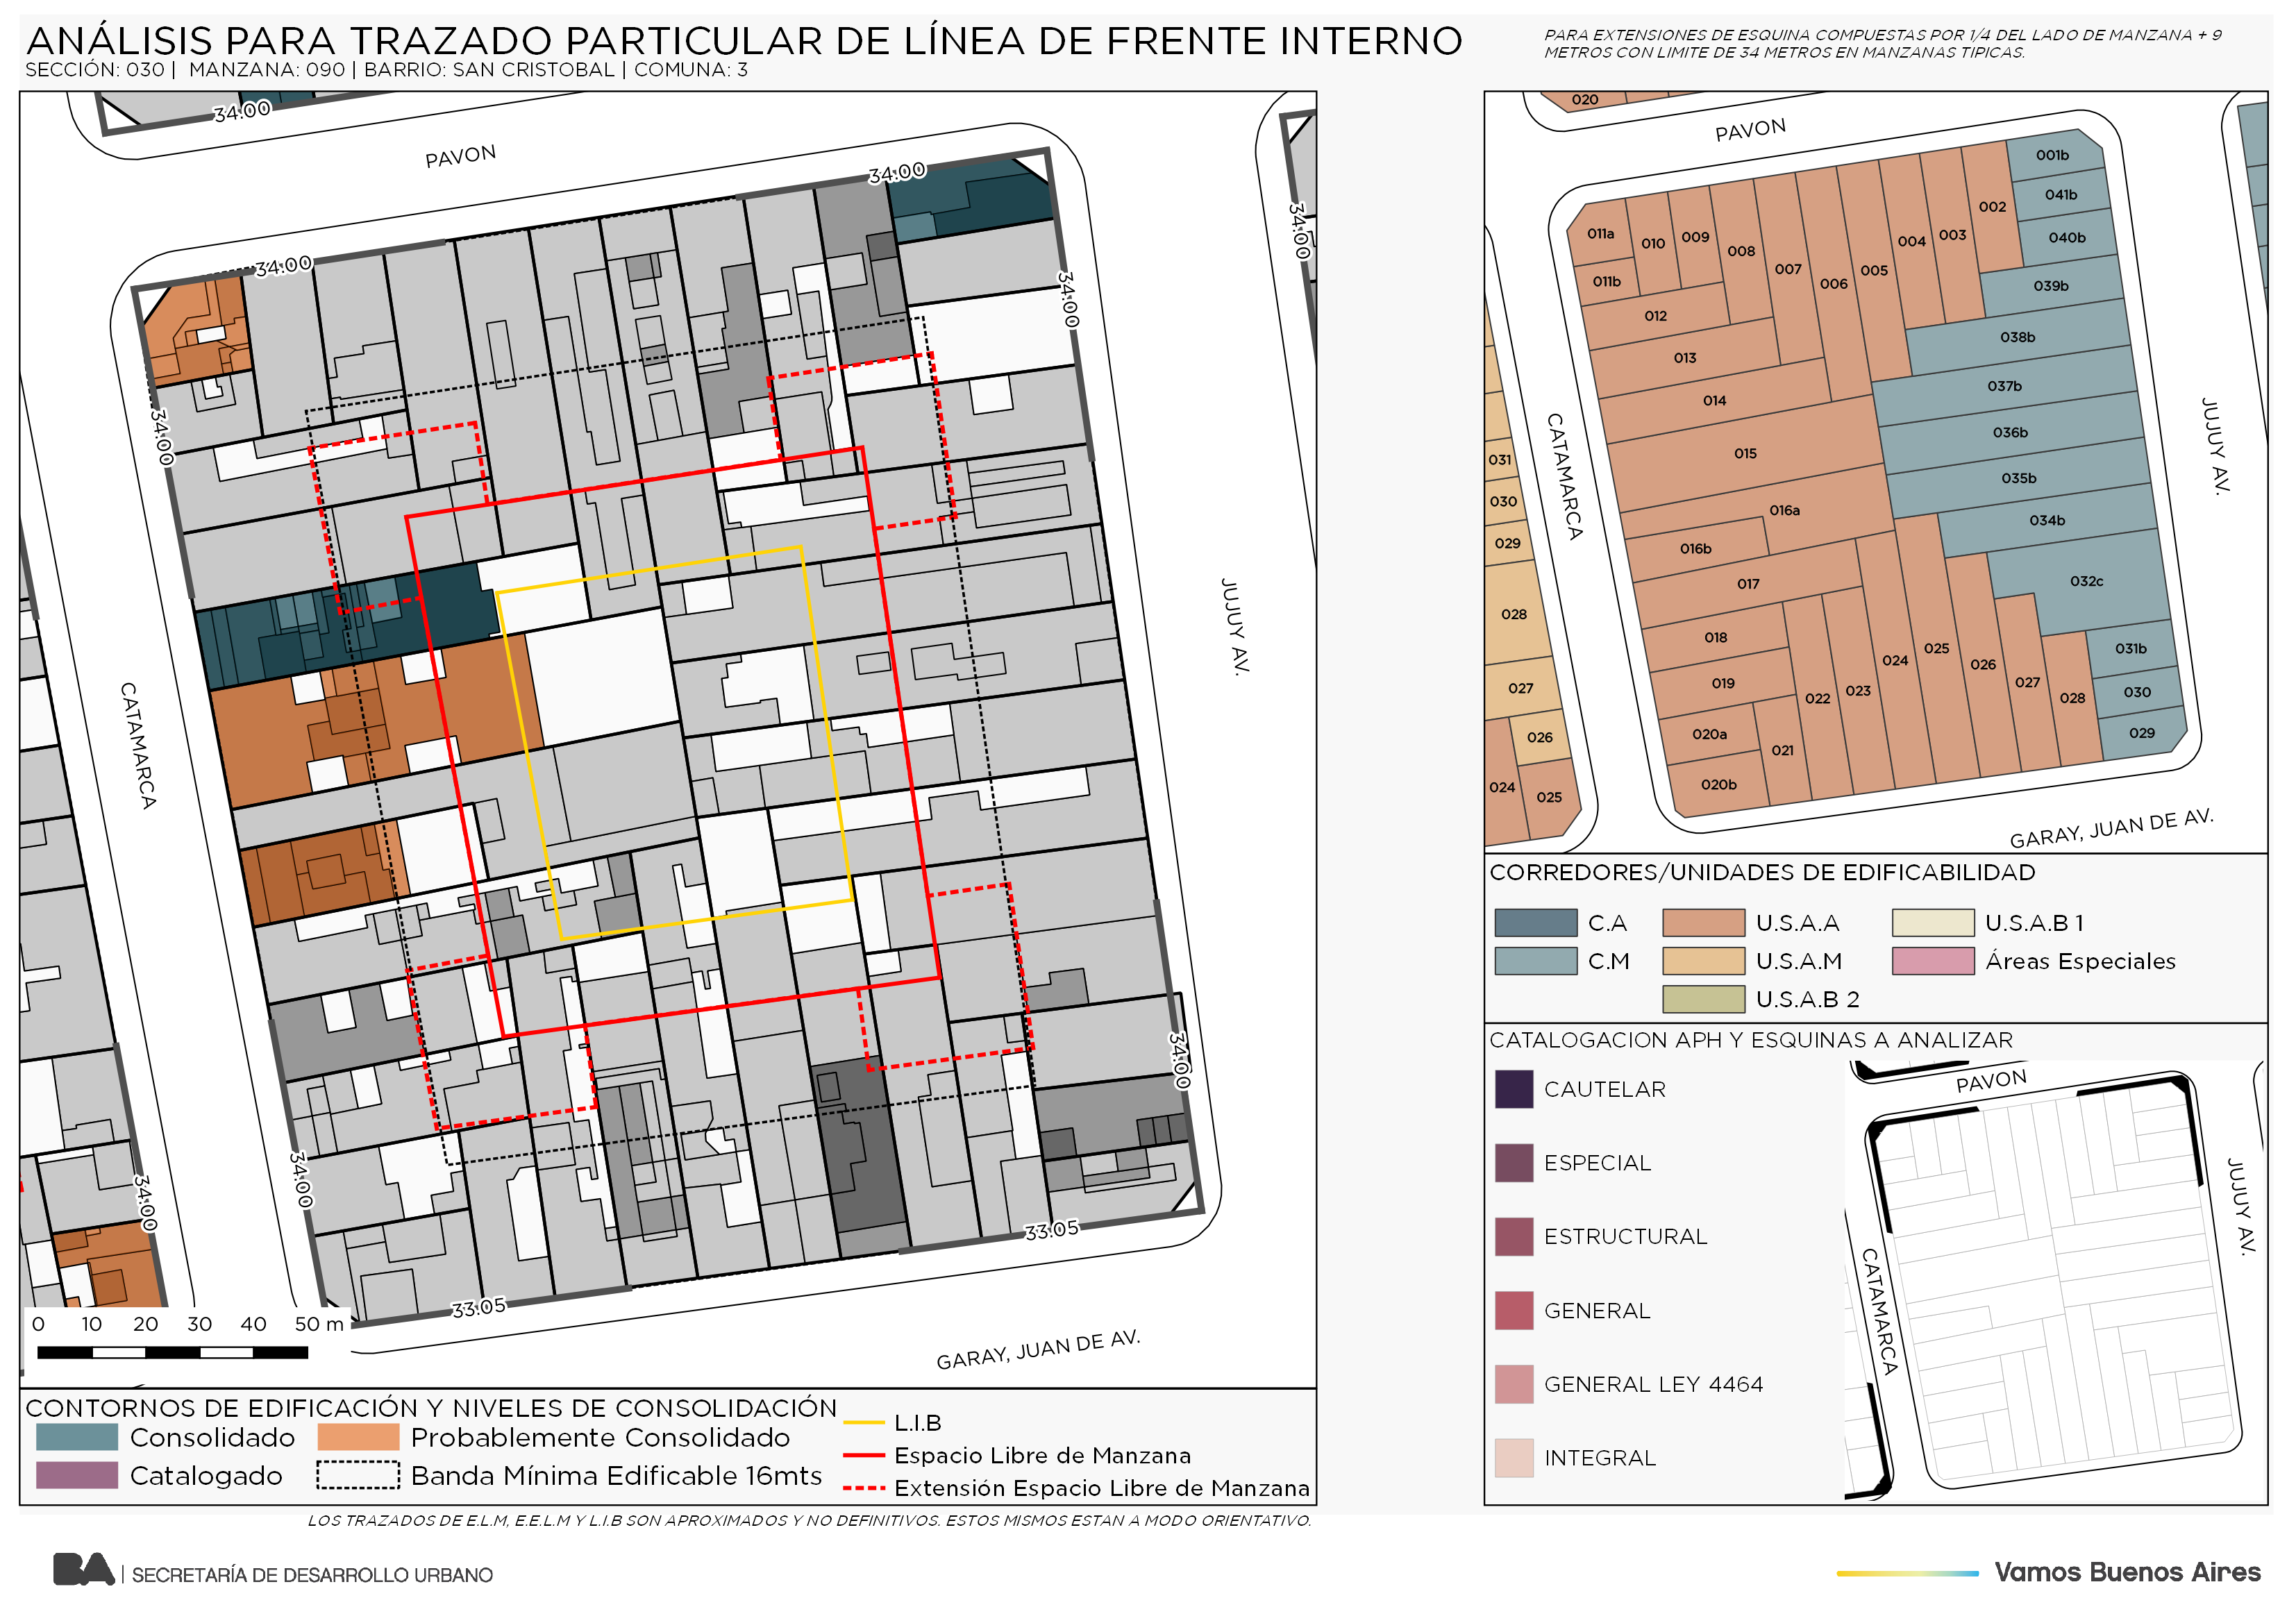 ANÁLISIS PARA TRAZADO PARTICULAR DE LÍNEA DE FRENTE INTERNO
SECCIÓN: 030 | MANZANA: 090 | BARRIO: SAN CRISTOBAL | COMUNA: 3
PARA EXTENSIONES DE ESQUINA COMPUESTAS POR 1/4 DEL LADO DE MANZANA + 9
METROS CON LIMITE DE 34 METROS EN MANZANAS TIPICAS.
34.00
PAVON
34.00
34.00
34.00
34.00
34.00
CATAMARCA
JUJUY AV.
34.00
34.00
34.00
33.05
33.05
GARAY, JUAN DE AV.
0 10 20 30 40 50 m
CONTORNOS DE EDIFICACIÓN Y NIVELES DE CONSOLIDACIÓN
Consolidado
Probablemente Consolidado
Catalogado
Banda Mínima Edificable 16mts
L.I.B
Espacio Libre de Manzana
Extensión Espacio Libre de Manzana
LOS TRAZADOS DE E.L.M, E.E.L.M Y L.I.B SON APROXIMADOS Y NO DEFINITIVOS. ESTOS MISMOS ESTAN A MODO ORIENTATIVO.
020
PAVON
001b
041b
040b
039b
038b
037b
036b
035b
034b
032c
031b
030
029
002
003
004
005
006
007
008
009
010
011a
011b
012
013
014
015
016a
016b
017
018
019
020a
020b
021
022
023
024
025
026
027
028
031
030
029
028
027
026
024
025
CATAMARCA
JUJUY AV.
GARAY, JUAN DE AV.
CORREDORES/UNIDADES DE EDIFICABILIDAD
C.A
U.S.A.A
U.S.A.B 1
C.M
U.S.A.M
Áreas Especiales
U.S.A.B 2
CATALOGACION APH Y ESQUINAS A ANALIZAR
CAUTELAR
ESPECIAL
ESTRUCTURAL
GENERAL
GENERAL LEY 4464
INTEGRAL
PAVON
JUJUY AV.
CATAMARCA
BA | SECRETARÍA DE DESARROLLO URBANO
Vamos Buenos Aires